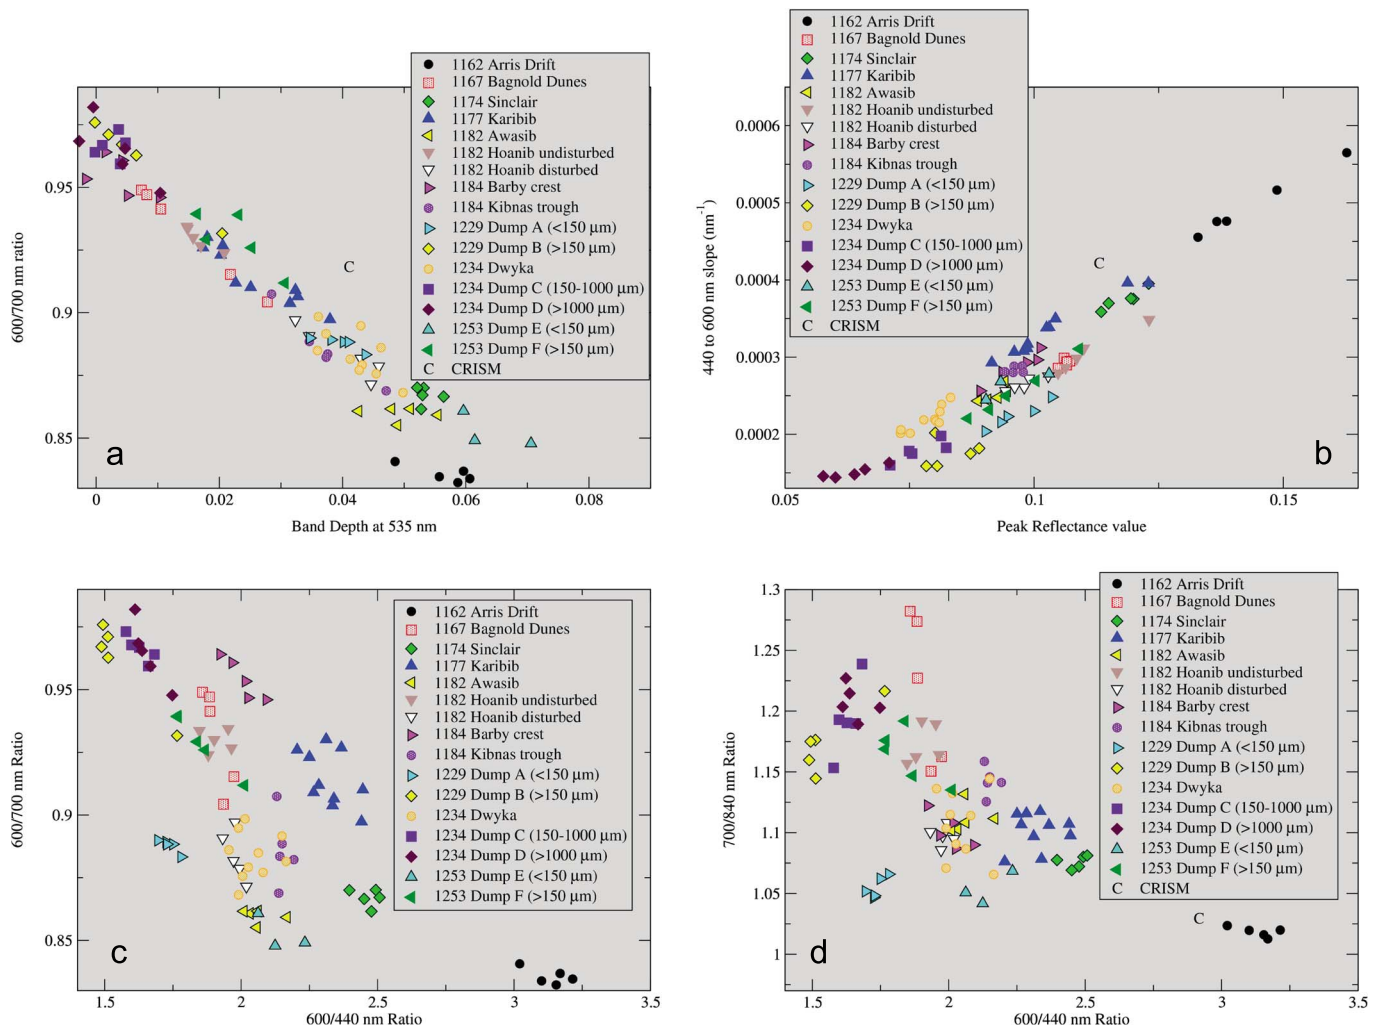 1162 Arris Drift
1167 Bagnold Dunes
1174 Sinclair
1177 Karibib
1182 Awasib
1182 Hoanib undisturbed
1182 Hoanib disturbed
1184 Barby crest
1184 Kibnas trough
1229 Dump A (<150 µm)
1229 Dump B (>150 µm)
1234 Dwyka
1234 Dump C (150-1000 µm)
1234 Dump D (>1000 µm)
1253 Dump E (<150 µm)
1253 Dump F (>150 µm)
C CRISM
C
0.95
0.9
0.85
600/700 nm ratio
a
0 0.02 0.04 0.06 0.08
Band Depth at 535 nm
1162 Arris Drift
1167 Bagnold Dunes
1174 Sinclair
1177 Karibib
1182 Awasib
1182 Hoanib undisturbed
1182 Hoanib disturbed
1184 Barby crest
1184 Kibnas trough
1229 Dump A (<150 µm)
1229 Dump B (>150 µm)
1234 Dwyka
1234 Dump C (150-1000 µm)
1234 Dump D (>1000 µm)
1253 Dump E (<150 µm)
1253 Dump F (>150 µm)
C CRISM
C
0.0006
0.0005
0.0004
0.0003
0.0002
440 to 600 nm slope (nm⁻¹)
b
0.05 0.1 0.15
Peak Reflectance value
1162 Arris Drift
1167 Bagnold Dunes
1174 Sinclair
1177 Karibib
1182 Awasib
1182 Hoanib undisturbed
1182 Hoanib disturbed
1184 Barby crest
1184 Kibnas trough
1229 Dump A (<150 µm)
1229 Dump B (>150 µm)
1234 Dwyka
1234 Dump C (150-1000 µm)
1234 Dump D (>1000 µm)
1253 Dump E (<150 µm)
1253 Dump F (>150 µm)
0.95
0.9
0.85
600/700 nm Ratio
c
1.5 2 2.5 3 3.5
600/440 nm Ratio
1162 Arris Drift
1167 Bagnold Dunes
1174 Sinclair
1177 Karibib
1182 Awasib
1182 Hoanib undisturbed
1182 Hoanib disturbed
1184 Barby crest
1184 Kibnas trough
1229 Dump A (<150 µm)
1229 Dump B (>150 µm)
1234 Dwyka
1234 Dump C (150-1000 µm)
1234 Dump D (>1000 µm)
1253 Dump E (<150 µm)
1253 Dump F (>150 µm)
C CRISM
C
1.3
1.25
1.2
1.15
1.1
1.05
1
700/840 nm Ratio
d
1.5 2 2.5 3 3.5
600/440 nm Ratio